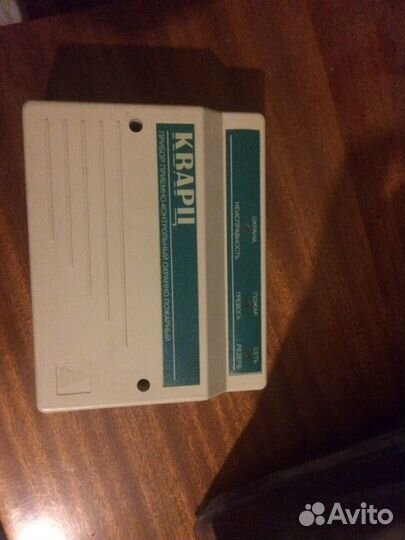 КВАРЦ
ПРИБОР ПРИЕМНО-КОНТРОЛЬНЫЙ ОХРАННО-ПОЖАРНЫЙ
ОХРАНА
НЕИСПРАВНОСТЬ
ПОЖАР
ТРЕВОГА
СЕТЬ
РЕЗЕРВ
Avito